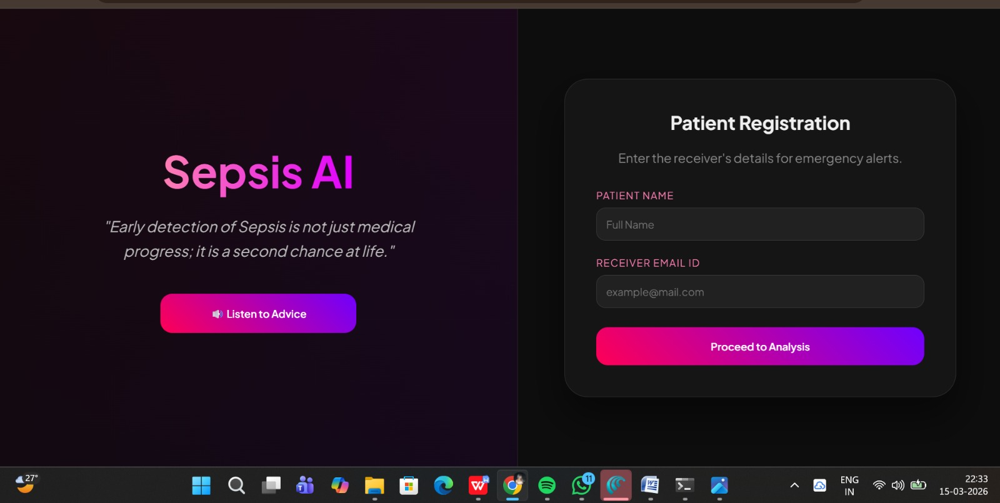 Sepsis AI
"Early detection of Sepsis is not just medical
progress; it is a second chance at life."
Listen to Advice
Patient Registration
Enter the receiver's details for emergency alerts.
PATIENT NAME
Full Name
RECEIVER EMAIL ID
example@mail.com
Proceed to Analysis
27°
11
ENG
IN
22:33
15-03-2026